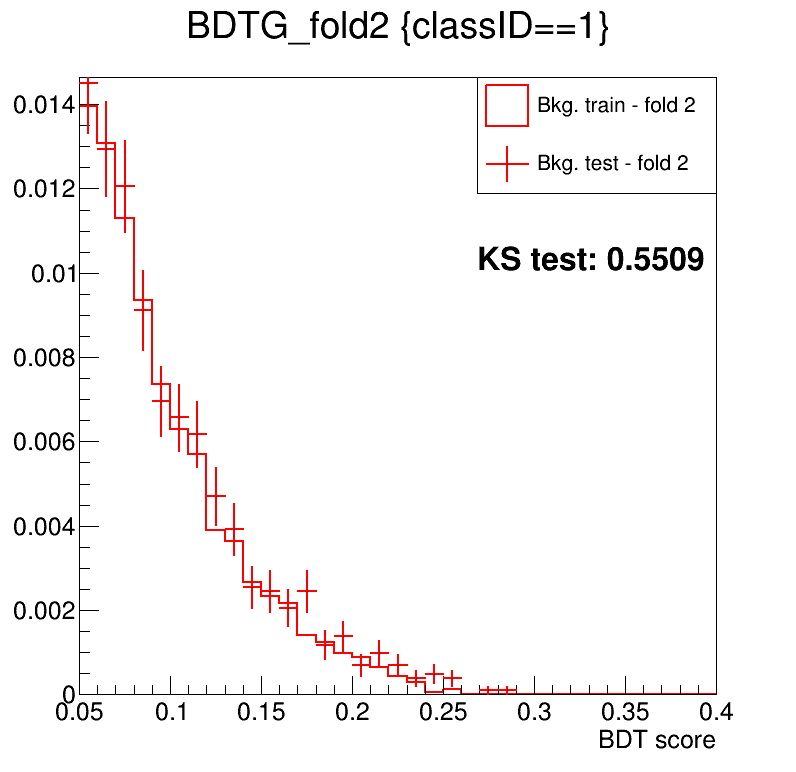 BDTG_fold2 {classID==1}
Bkg. train - fold 2
Bkg. test - fold 2
KS test: 0.5509
0.014
0.012
0.01
0.008
0.006
0.004
0.002
0
0.05 0.1 0.15 0.2 0.25 0.3 0.35 0.4
BDT score